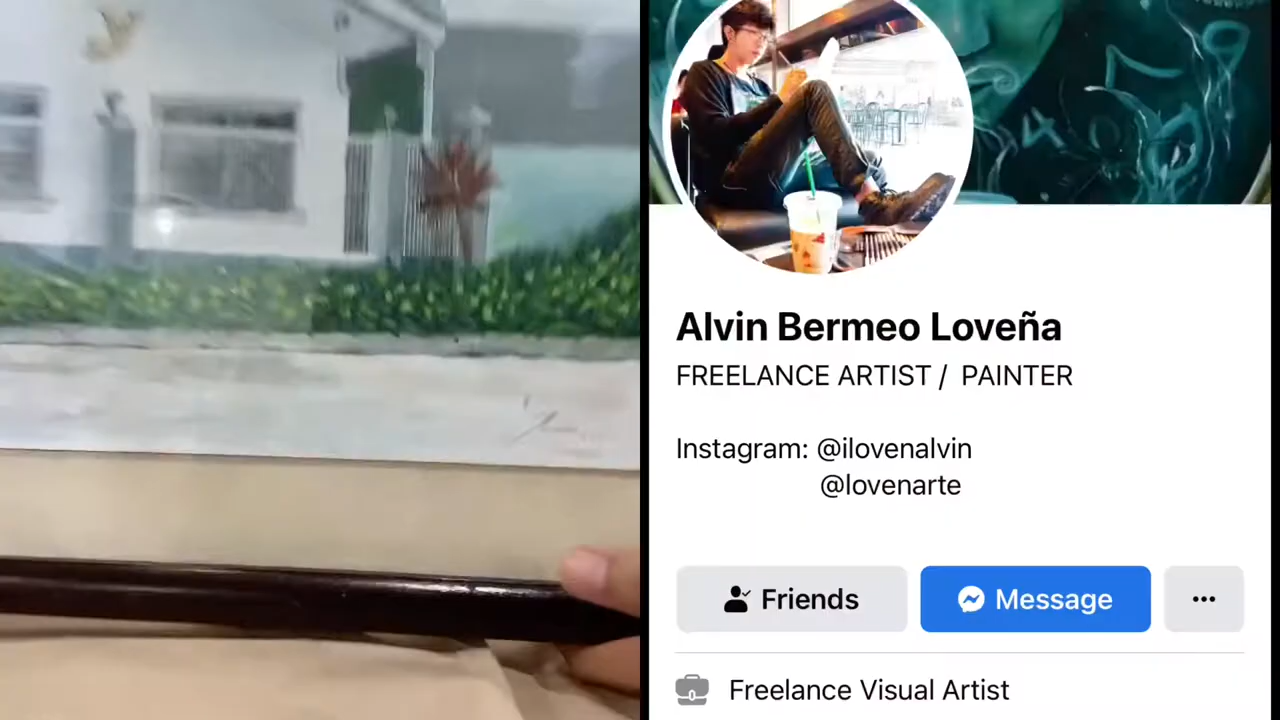 Alvin Bermeo Loveña
FREELANCE ARTIST / PAINTER
Instagram: @ilovenalvin
@lovenarte
Friends
Message
Freelance Visual Artist